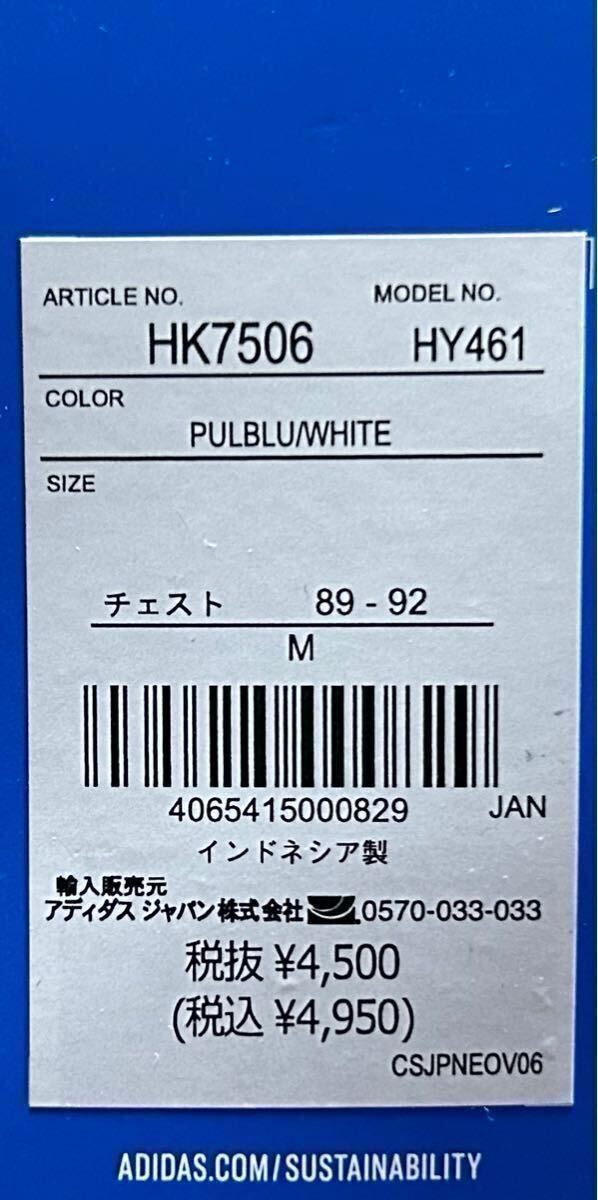 ARTICLE NO. MODEL NO.
HK7506 HY461
COLOR
PULBLU/WHITE
SIZE
チェスト 89 - 92
M
4065415000829 JAN
インドネシア製
輸入販売元
アディダス ジャパン株式会社 0570-033-033
税抜 ¥4,500
(税込 ¥4,950)
CSJPNEOV06
ADIDAS.COM/SUSTAINABILITY